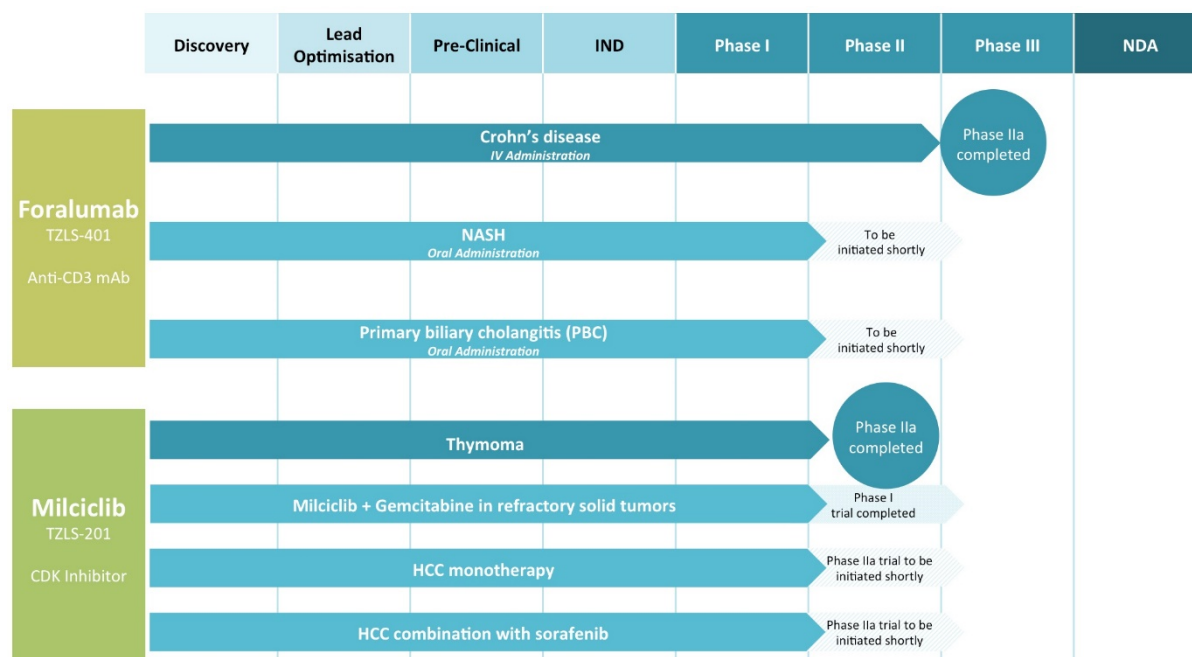 Discovery
Lead
Optimisation
Pre-Clinical
IND
Phase I
Phase II
Phase III
NDA
Foralumab
TZLS-401
Anti-CD3 mAb
Crohn's disease
IV Administration
Phase IIa
completed
NASH
Oral Administration
To be
initiated shortly
Primary biliary cholangitis (PBC)
Oral Administration
To be
initiated shortly
Milciclib
TZLS-201
CDK Inhibitor
Thymoma
Phase IIa
completed
Milciclib + Gemcitabine in refractory solid tumors
Phase I
trial completed
HCC monotherapy
Phase IIa trial to be
initiated shortly
HCC combination with sorafenib
Phase IIa trial to be
initiated shortly